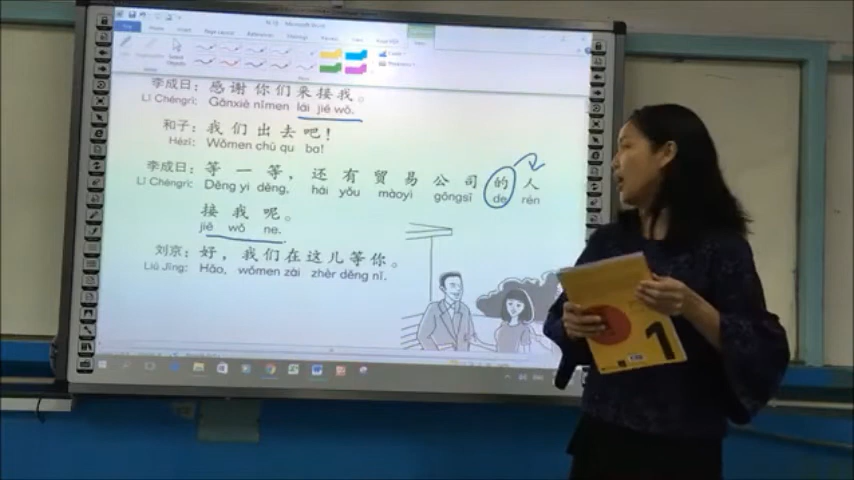 李成日：感谢你们来接我。
Lǐ Chéngrì: Gǎnxiè nǐmen lái jiē wǒ.
和子：我们出去吧！
Hézǐ: Wǒmen chū qu ba!
李成日：等一等，还有贸易公司的人
Lǐ Chéngrì: Děng yi děng, hái yǒu màoyì gōngsī de rén
接我呢。
jiē wǒ ne.
刘京：好，我们在这儿等你。
Liú Jīng: Hǎo, wǒmen zài zhèr děng nǐ.
1